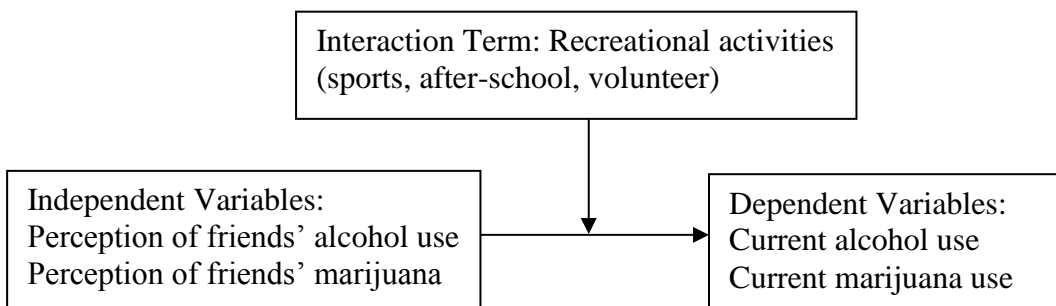 Interaction Term: Recreational activities
(sports, after-school, volunteer)
Independent Variables:
Perception of friends’ alcohol use
Perception of friends’ marijuana
Dependent Variables:
Current alcohol use
Current marijuana use